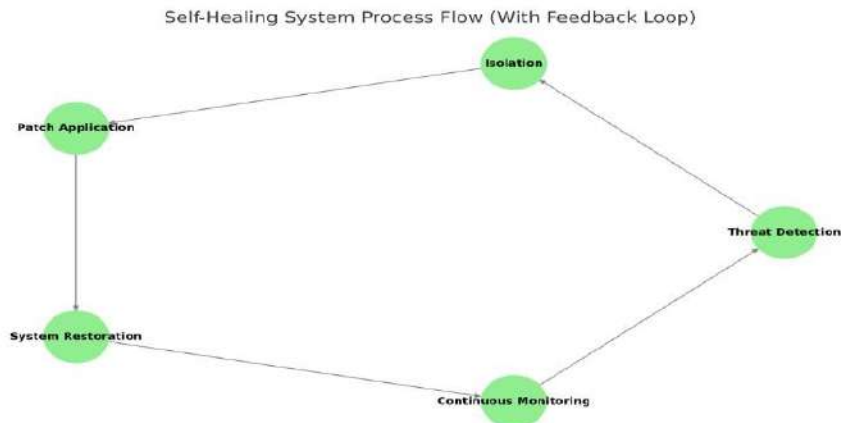 Self-Healing System Process Flow (With Feedback Loop)
Isolation
Patch Application
Threat Detection
System Restoration
Continuous Monitoring